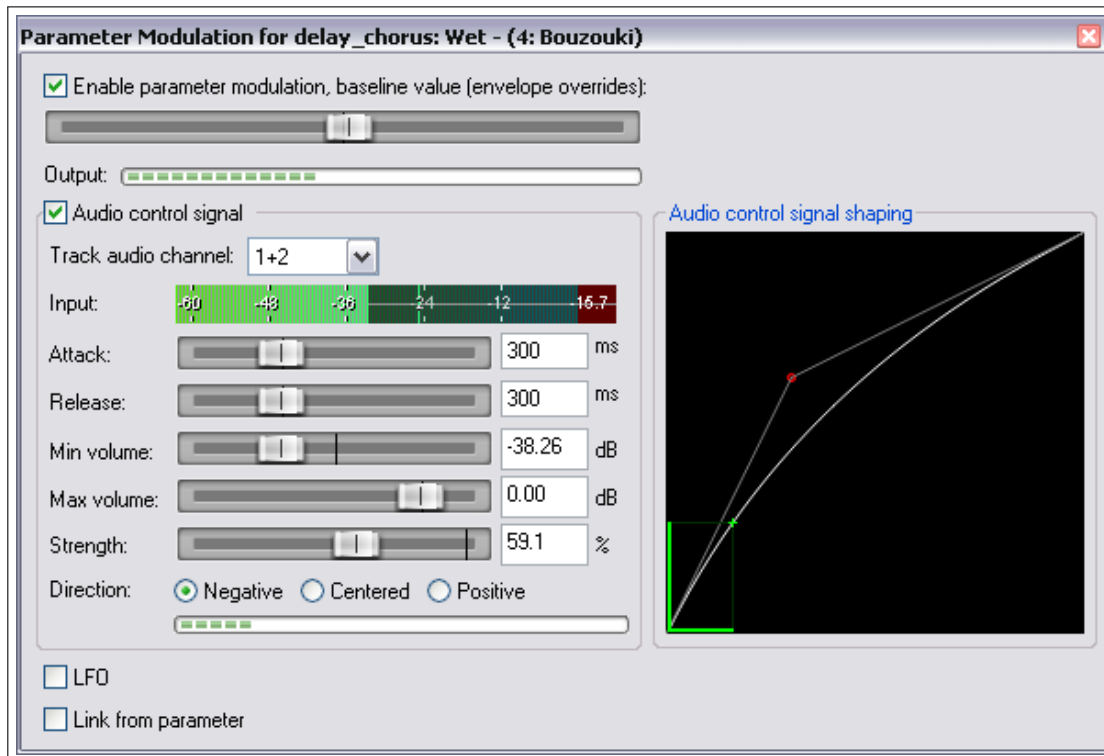 Parameter Modulation for delay_chorus: Wet - (4: Bouzouki)
Enable parameter modulation, baseline value (envelope overrides):
Output:
Audio control signal
Audio control signal shaping
Track audio channel: 1+2
Input: -60 -48 -36 -24 -12 -15.7
Attack: 300 ms
Release: 300 ms
Min volume: -38.26 dB
Max volume: 0.00 dB
Strength: 59.1 %
Direction: Negative Centered Positive
LFO
Link from parameter